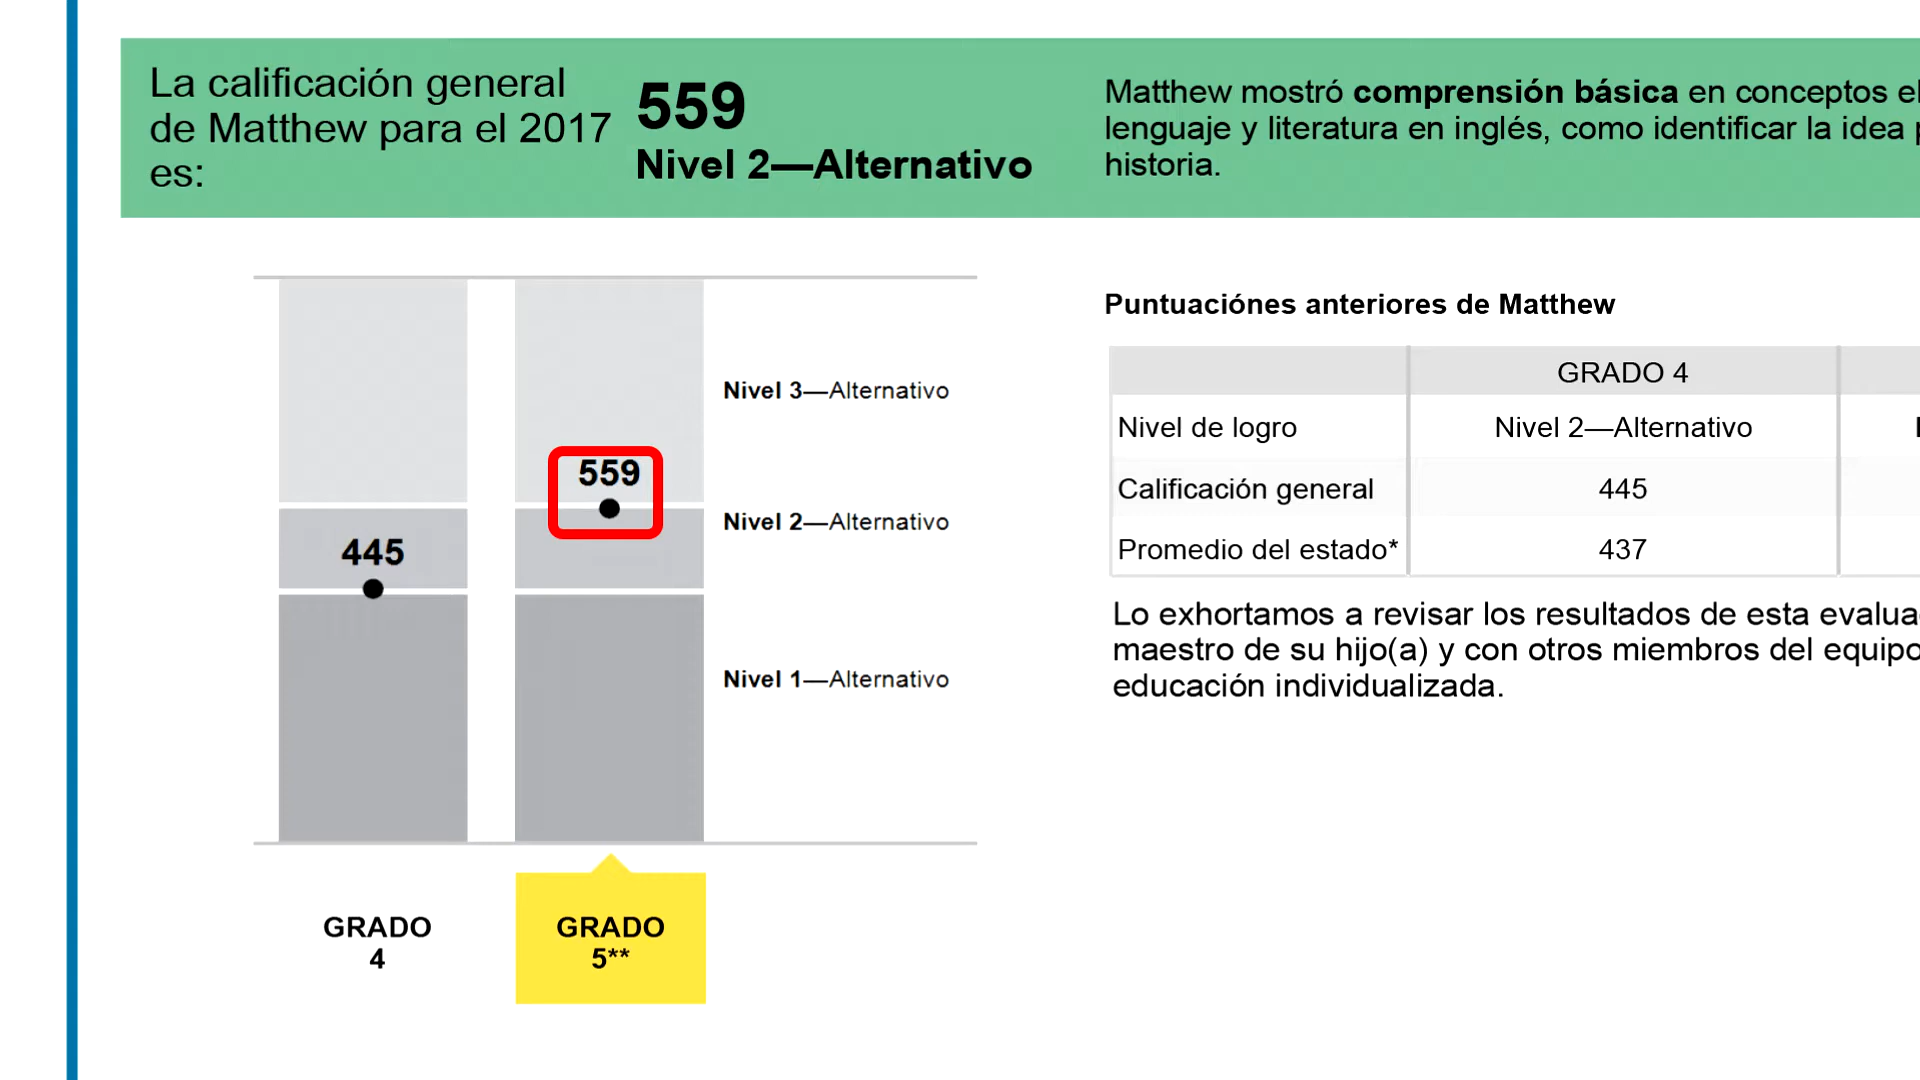 La calificación general
de Matthew para el 2017
es:
559
Nivel 2—Alternativo
Matthew mostró comprensión básica en conceptos
lenguaje y literatura en inglés, como identificar la idea
historia.
Nivel 3—Alternativo
559
Nivel 2—Alternativo
445
Nivel 1—Alternativo
GRADO
4
GRADO
5**
Puntuaciónes anteriores de Matthew
GRADO 4
Nivel de logro
Nivel 2—Alternativo
Calificación general
445
Promedio del estado*
437
Lo exhortamos a revisar los resultados de esta
maestro de su hijo(a) y con otros miembros del equipo
educación individualizada.